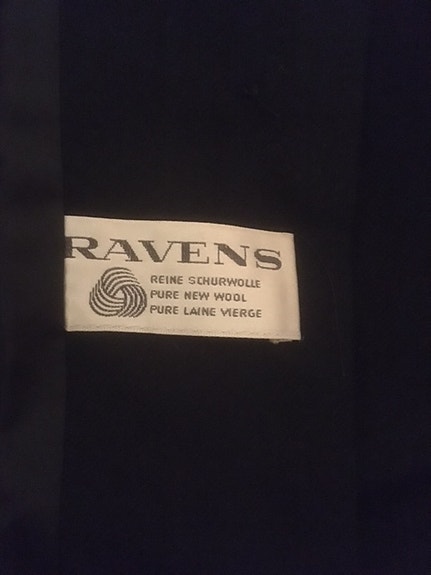 RAVENS
REINE SCHURWOLLE
PURE NEW WOOL
PURE LAINE VIERGE